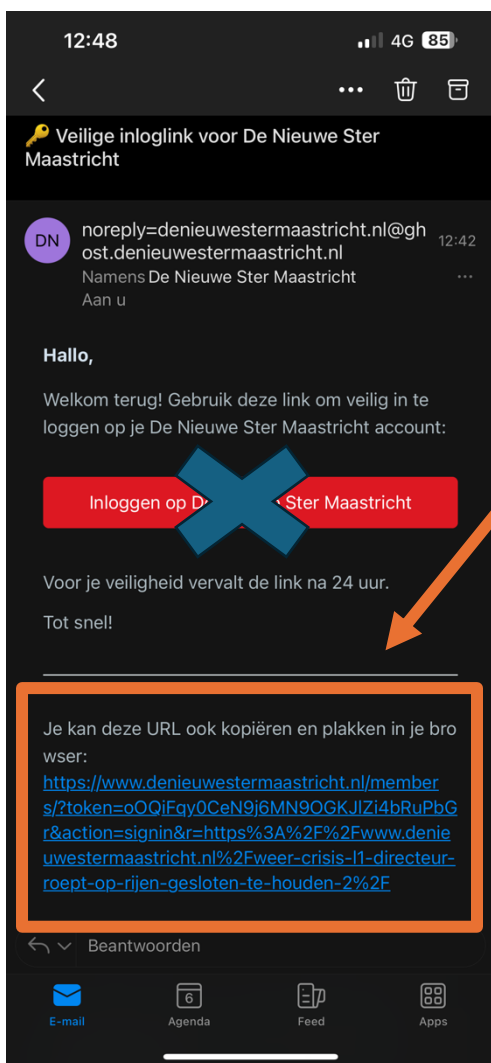 12:48
4G 85
🔑 Veilige inloglink voor De Nieuwe Ster
Maastricht
DN
noreply=denieuwestermaastricht.nl@gh
ost.denieuwestermaastricht.nl
12:42
Namens De Nieuwe Ster Maastricht
Aan u
Hallo,
Welkom terug! Gebruik deze link om veilig in te
loggen op je De Nieuwe Ster Maastricht account:
Inloggen op Ster Maastricht
Voor je veiligheid vervalt de link na 24 uur.
Tot snel!
Je kan deze URL ook kopiëren en plakken in je bro
wser:
https://www.denieuwestermaastricht.nl/member
s/?token=oOQiFqy0CeN9j6MN9OGKJlZi4bRuPbG
r&action=signin&r=https%3A%2F%2Fwww.denie
uwestermaastricht.nl%2Fweer-crisis-l1-directeur-
roept-op-rijen-gesloten-te-houden-2%2F
Beantwoorden
6
E-mail Agenda Feed Apps